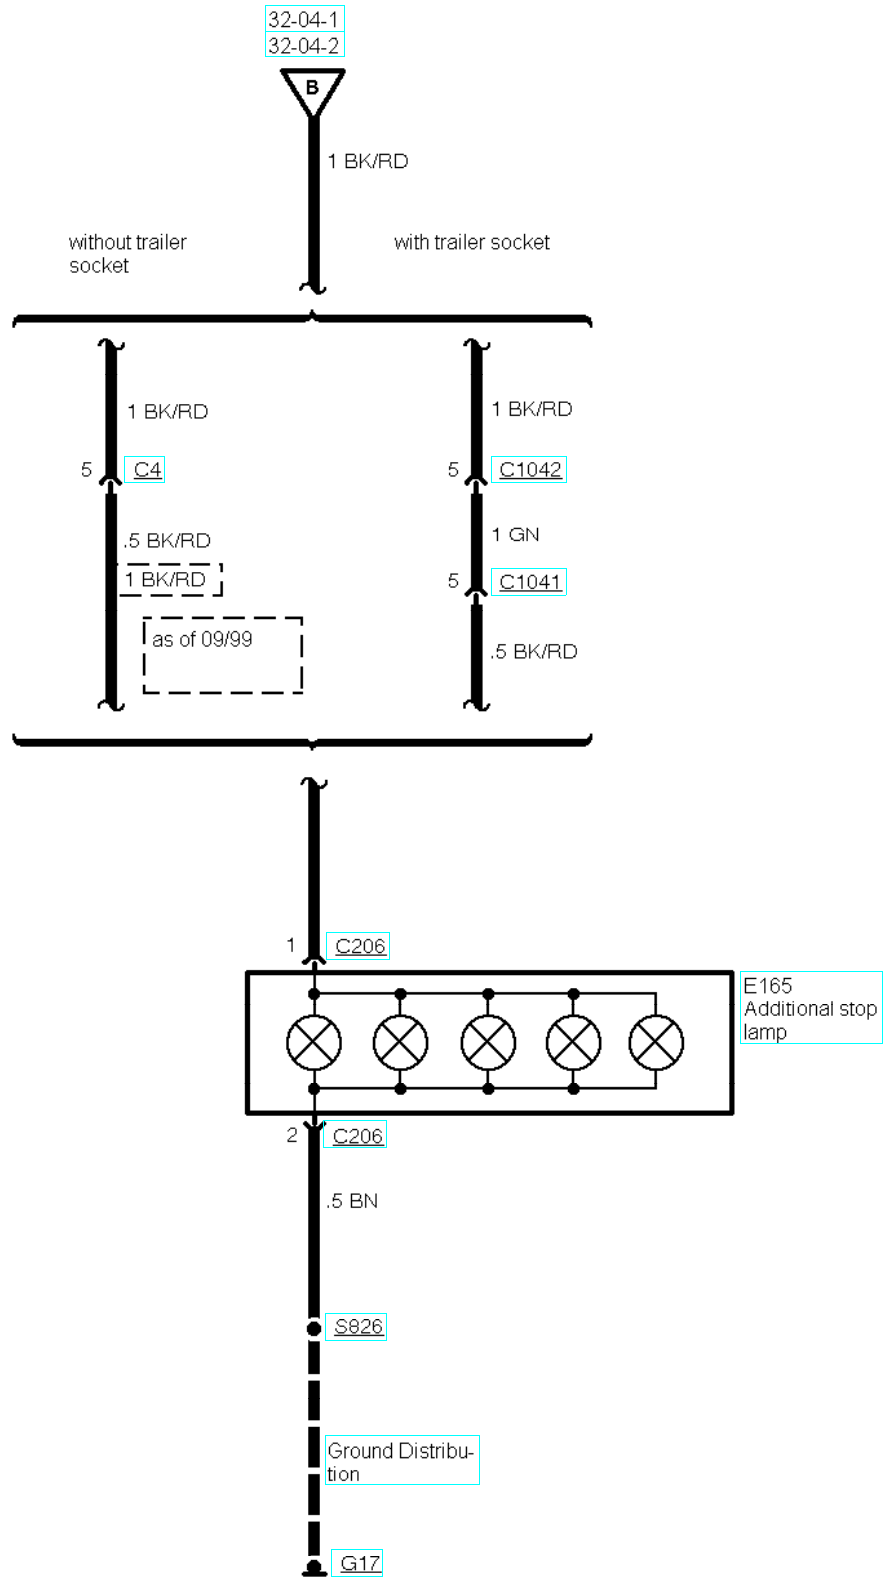 32-04-1
32-04-2
B
1 BK/RD
without trailer
socket
with trailer socket
1 BK/RD
1 BK/RD
5 C4
5 C1042
.5 BK/RD
1 GN
1 BK/RD
5 C1041
as of 09/99
.5 BK/RD
1 C206
E165
Additional stop
lamp
2 C206
.5 BN
S826
Ground Distribu-
tion
G17